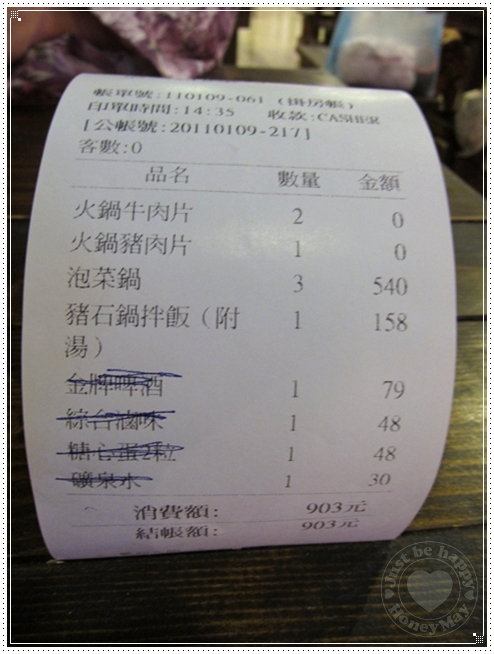 帳單號:110109-061 (掛房帳)
印單時間:14:35 收款:CASHER
[公帳號:20110109-217]
客數:0
品名 數量 金額
火鍋牛肉片 2 0
火鍋豬肉片 1 0
泡菜鍋 3 540
豬石鍋拌飯（附 1 158
湯）
金牌啤酒 1 79
綜合滷味 1 48
糖心蛋2粒 1 48
礦泉水 1 30
消費額: 903元
結帳額: 903元
Just be happy
HoneyMay